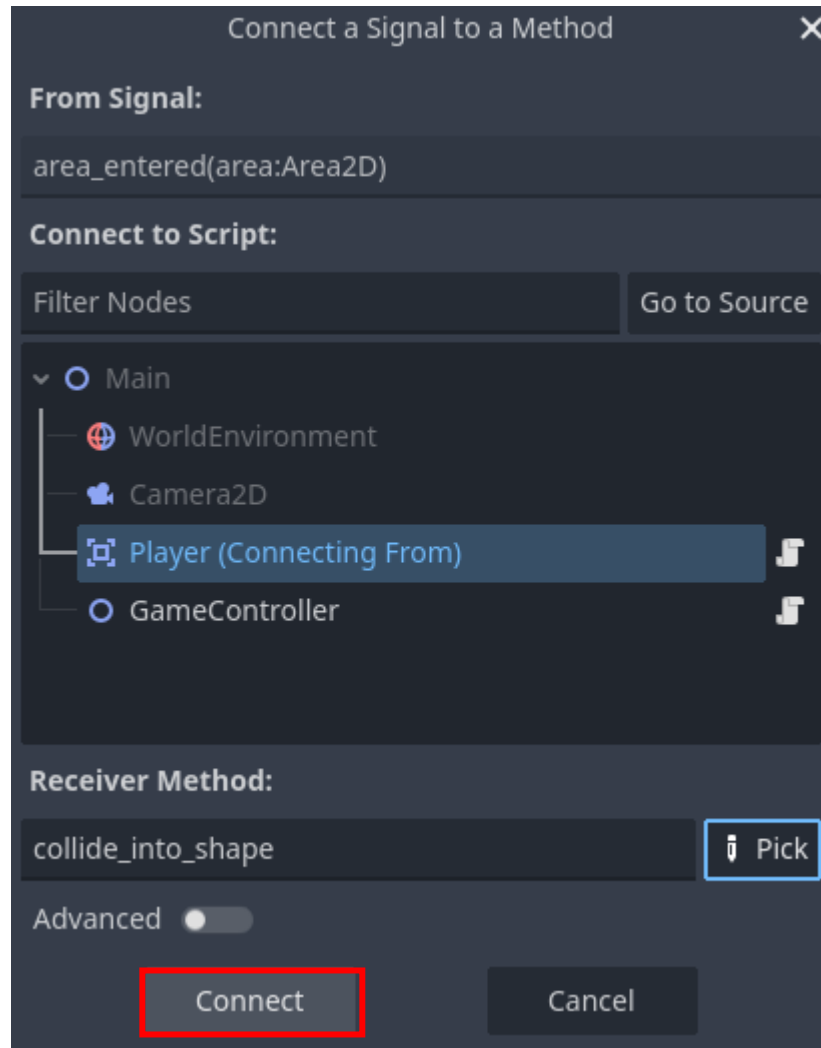 Connect a Signal to a Method
From Signal:
area_entered(area:Area2D)
Connect to Script:
Filter Nodes
Go to Source
Main
WorldEnvironment
Camera2D
Player (Connecting From)
GameController
Receiver Method:
collide_into_shape
Pick
Advanced
Connect
Cancel